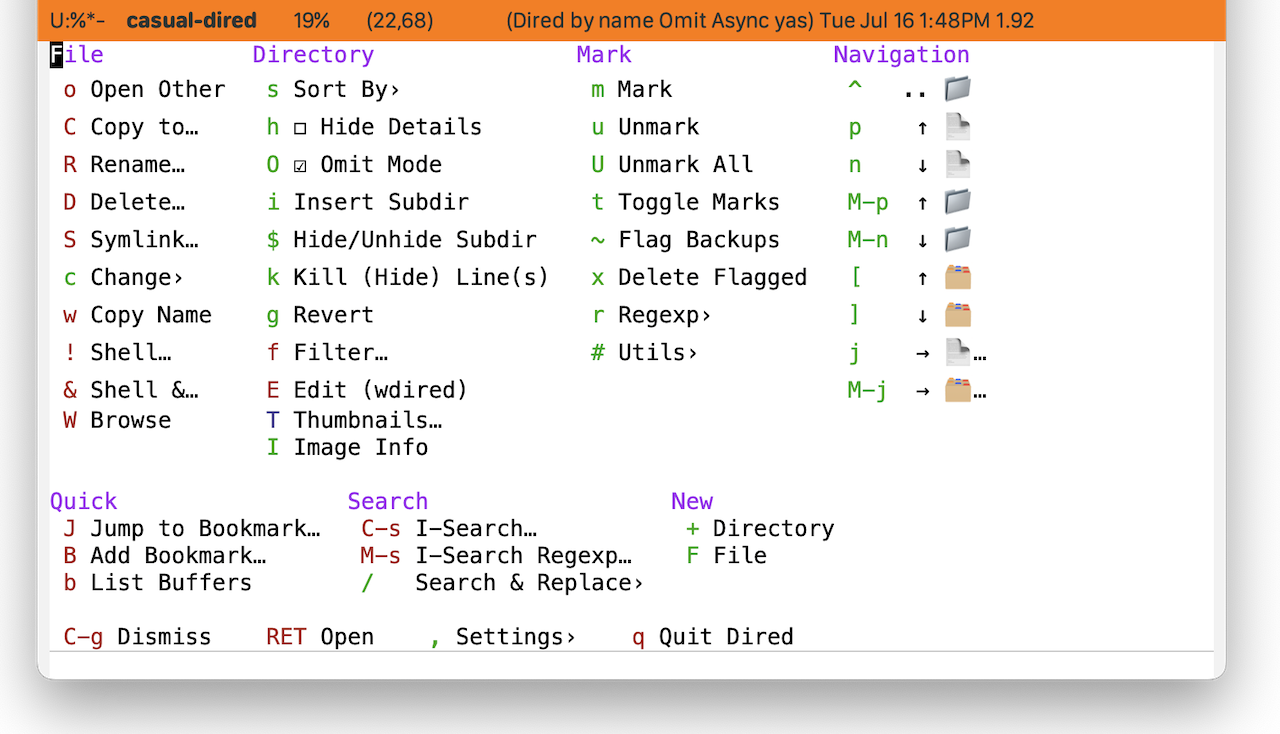 U:%*- casual-dired 19% (22,68) (Dired by name Omit Async yas) Tue Jul 16 1:48PM 1.92
File Directory Mark Navigation
o Open Other s Sort By› m Mark ^ ..
C Copy to… h ☐ Hide Details u Unmark p ↑
R Rename… O ☑ Omit Mode U Unmark All n ↓
D Delete… i Insert Subdir t Toggle Marks M-p ↑
S Symlink… $ Hide/Unhide Subdir ~ Flag Backups M-n ↓
c Change› k Kill (Hide) Line(s) x Delete Flagged [ ↑
w Copy Name g Revert r Regexp› ] ↓
! Shell… f Filter… # Utils› j → …
& Shell &… E Edit (wdired) M-j → …
W Browse T Thumbnails…
I Image Info
Quick Search New
J Jump to Bookmark… C-s I-Search… + Directory
B Add Bookmark… M-s I-Search Regexp… F File
b List Buffers / Search & Replace›
C-g Dismiss RET Open , Settings› q Quit Dired